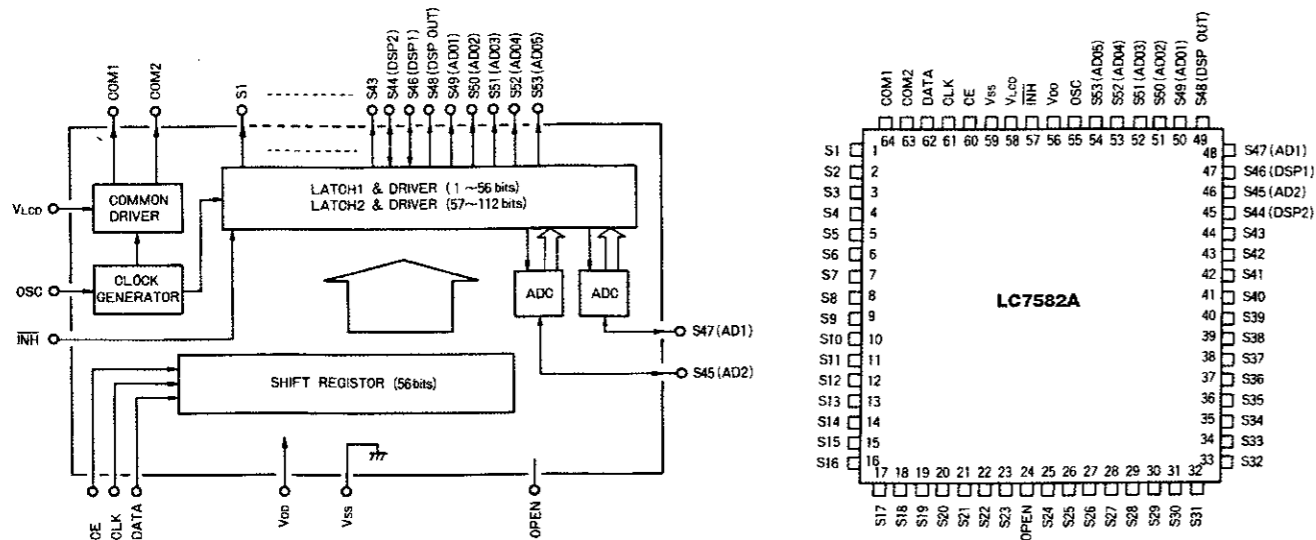 COM1
COM2
S1
S43
S44 (DSP2)
S46 (DSP1)
S48 (DSP OUT)
S49 (AD01)
S50 (AD02)
S51 (AD03)
S52 (AD04)
S53 (AD05)
LATCH1 & DRIVER (1~56 bits)
LATCH2 & DRIVER (57~112 bits)
VLCD
COMMON
DRIVER
OSC
CLOCK
GENERATOR
ADC
ADC
INH
S47 (AD1)
S45 (AD2)
SHIFT REGISTOR (56bits)
CE
CLK
DATA
VDD
VSS
OPEN
COM1
COM2
DATA
CLK
CE
VSS
VLCD
INH
VDD
OSC
S53 (AD05)
S52 (AD04)
S51 (AD03)
S50 (AD02)
S49 (AD01)
S48 (DSP OUT)
64 63 62 61 60 59 58 57 56 55 54 53 52 51 50 49
S1 1 48 S47 (AD1)
S2 2 47 S46 (DSP1)
S3 3 46 S45 (AD2)
S4 4 45 S44 (DSP2)
S5 5 44 S43
S6 6 43 S42
S7 7 42 S41
S8 8 41 S40
LC7582A
S9 9 40 S39
S10 10 39 S38
S11 11 38 S37
S12 12 37 S36
S13 13 36 S35
S14 14 35 S34
S15 15 34 S33
S16 16 33 S32
17 18 19 20 21 22 23 24 25 26 27 28 29 30 31 32
S17
S18
S19
S20
S21
S22
S23
OPEN
S24
S25
S26
S27
S28
S29
S30
S31